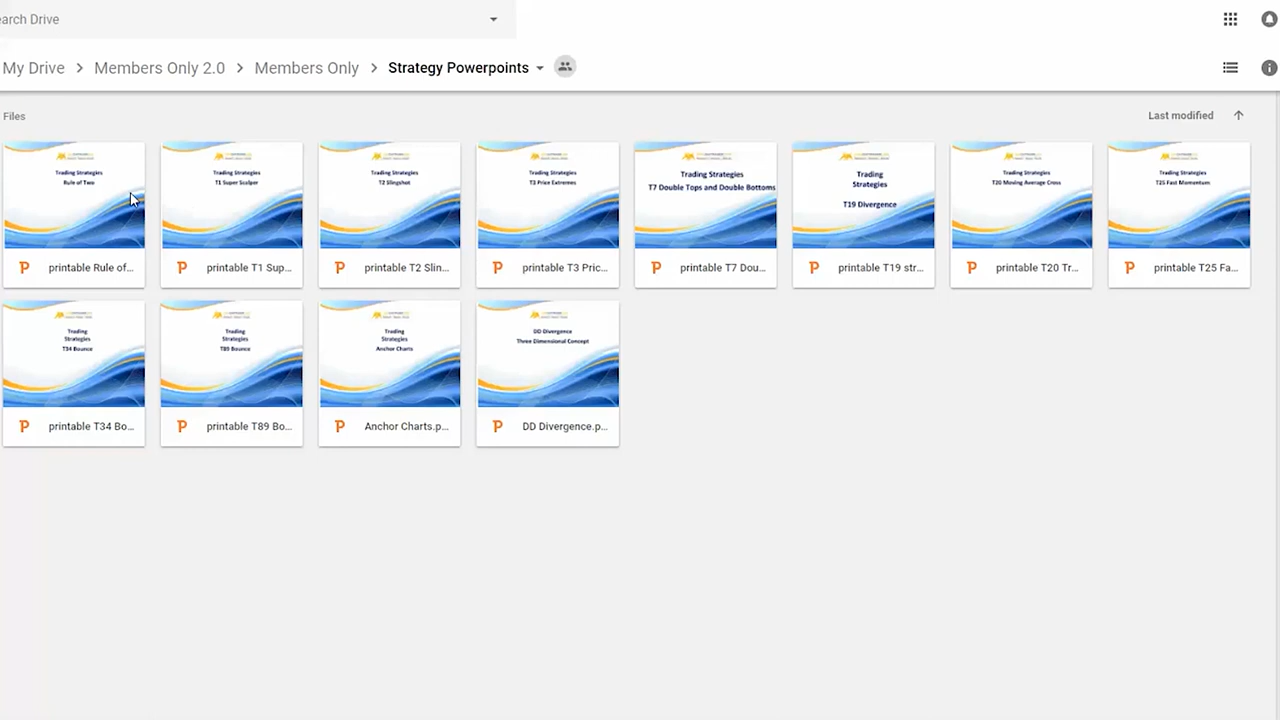 earch Drive
My Drive > Members Only 2.0 > Members Only > Strategy Powerpoints
Files
Last modified
Trading Strategies
Rule of Two
printable Rule of...
Trading Strategies
T1 Super Scalper
printable T1 Sup...
Trading Strategies
T2 Slingshot
printable T2 Slin...
Trading Strategies
T3 Price Extremes
printable T3 Pric...
Trading Strategies
T7 Double Tops and Double Bottoms
printable T7 Dou...
Trading
Strategies
T19 Divergence
printable T19 str...
Trading Strategies
T20 Moving Average Cross
printable T20 Tr...
Trading Strategies
T25 Fast Momentum
printable T25 Fa...
Trading
Strategies
T34 Bounce
printable T34 Bo...
Trading
Strategies
T89 Bounce
printable T89 Bo...
Trading
Strategies
Anchor Charts
Anchor Charts.p...
DD Divergence
Three Dimensional Concept
DD Divergence.p...